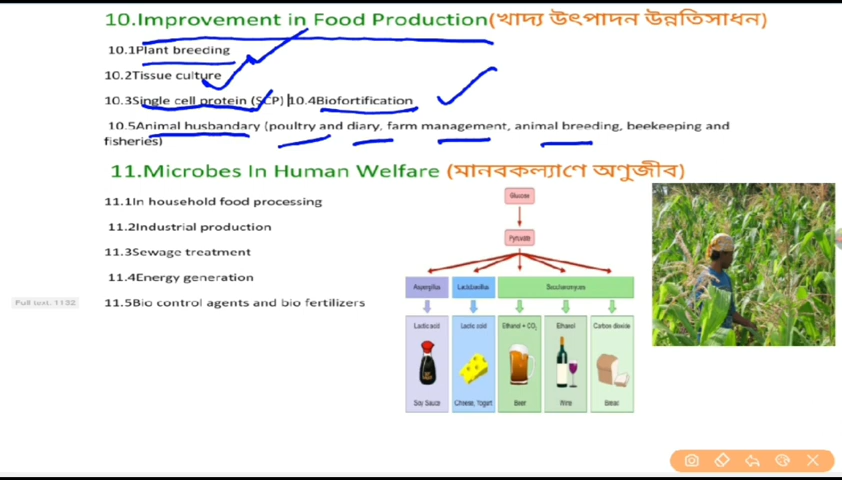 10.Improvement in Food Production(খাদ্য উৎপাদন উন্নতিসাধন)
10.1Plant breeding
10.2Tissue culture
10.3Single cell protein (SCP) 10.4Biofortification
10.5Animal husbandary (poultry and diary, farm management, animal breeding, beekeeping and
fisheries)
11.Microbes In Human Welfare (মানবকল্যাণে অণুজীব)
11.1In household food processing
11.2Industrial production
11.3Sewage treatment
11.4Energy generation
11.5Bio control agents and bio fertilizers
Full text. 1132
Glucose
Pyruvate
Aspergillus Lactobacillus Saccharomyces
Lactic acid Lactic acid Ethanol + CO₂ Ethanol Carbon dioxide
Soy Sauce Cheese, Yogurt Beer Wine Bread